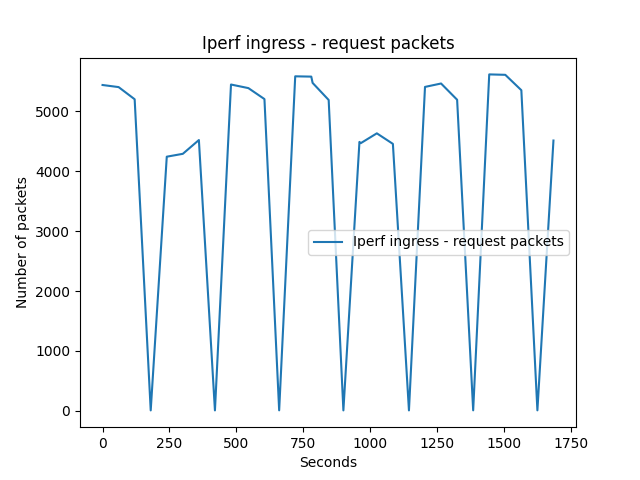 Iperf ingress - request packets
Number of packets
5000
4000
3000
2000
1000
0
Iperf ingress - request packets
0 250 500 750 1000 1250 1500 1750
Seconds